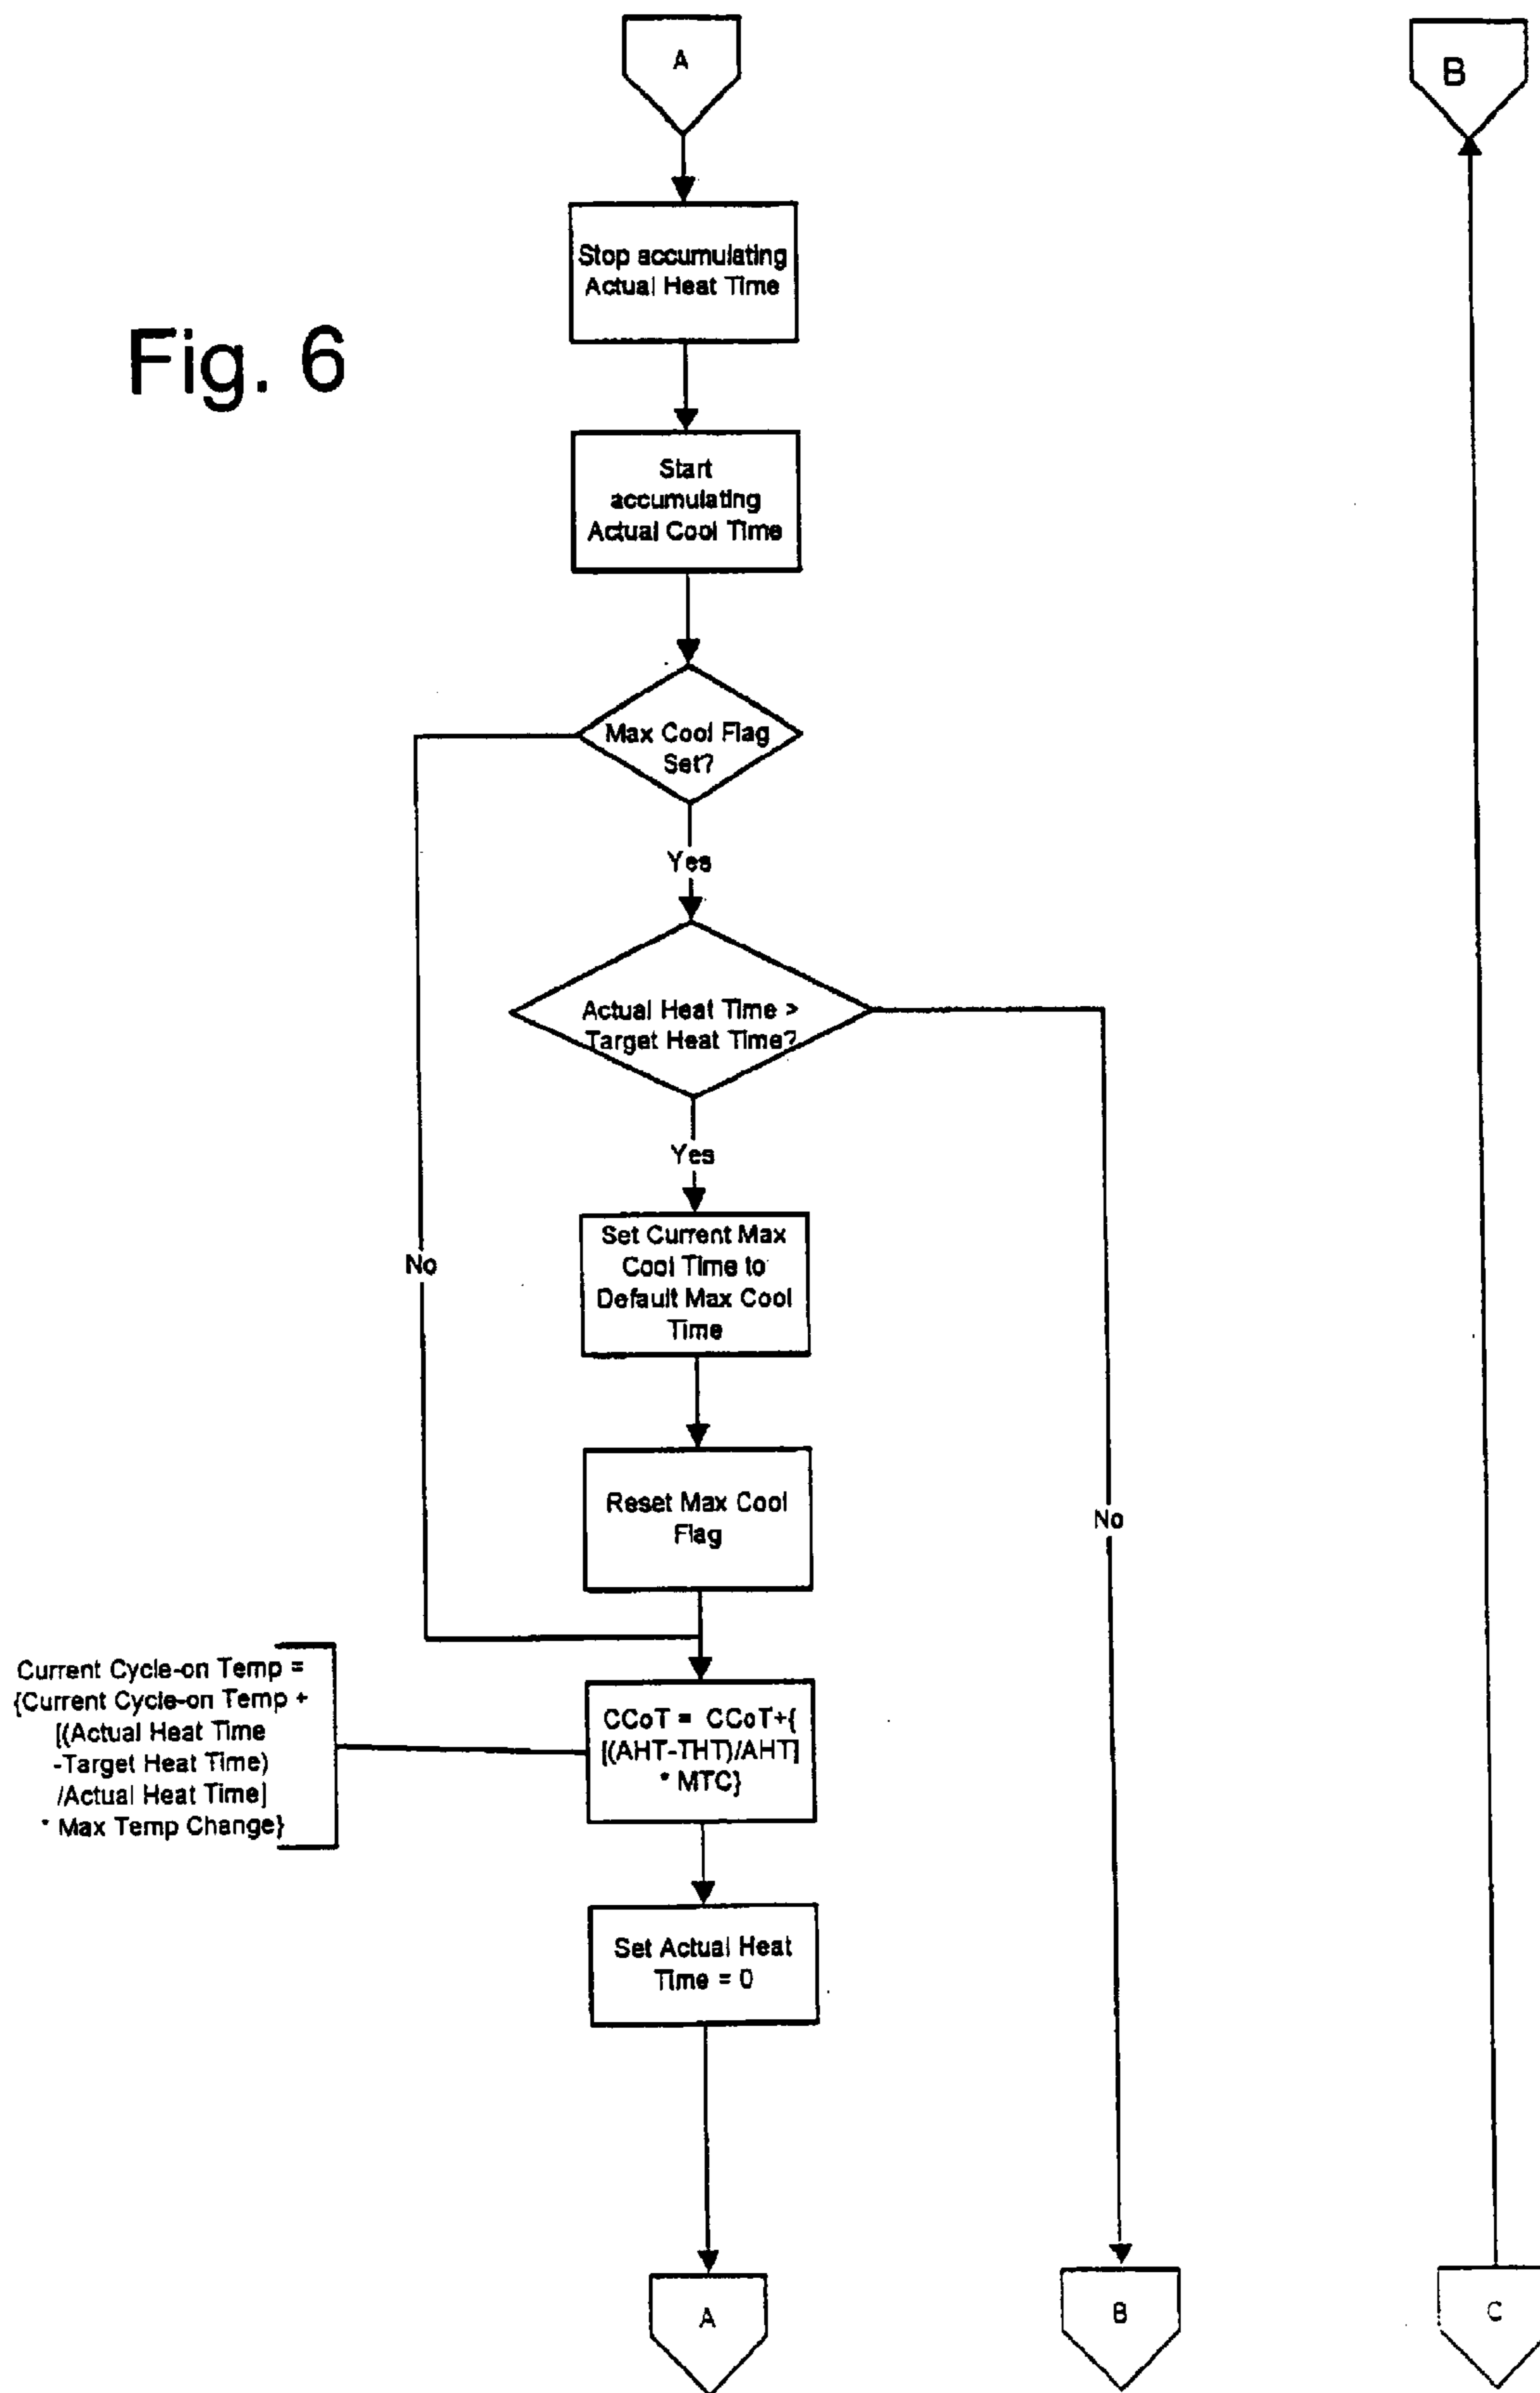 A
B
Stop accumulating
Actual Heat Time
Fig. 6
Start
accumulating
Actual Cool Time
Max Cool Flag
Set?
Yes
Actual Heat Time >
Target Heat Time?
Yes
Set Current Max
Cool Time to
Default Max Cool
Time
No
Reset Max Cool
Flag
No
Current Cycle-on Temp =
{Current Cycle-on Temp +
[(Actual Heat Time
-Target Heat Time)
/Actual Heat Time]
* Max Temp Change}
CCoT = CCoT+{
[(AHT-THT)/AHT]
* MTC}
Set Actual Heat
Time = 0
A
B
C